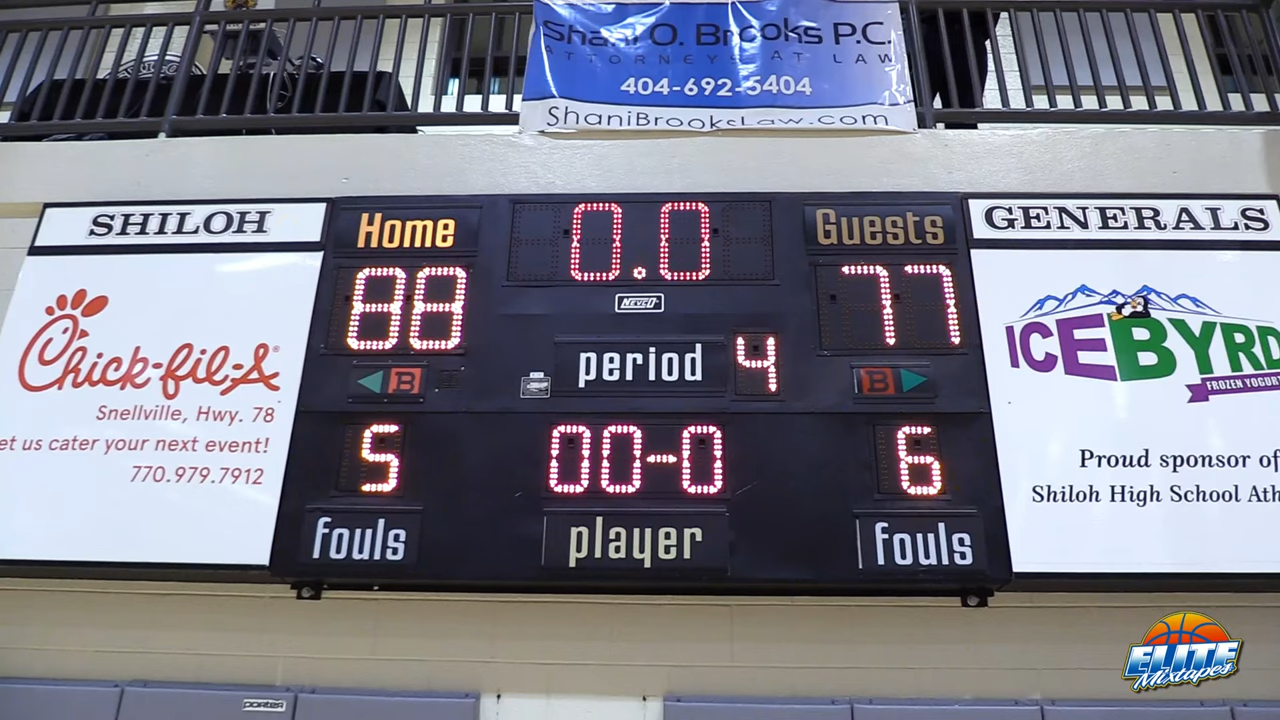 Shani O. Brooks P.C.
ATTORNEYS AT LAW
404-692-5404
ShaniBrooksLaw.com
SHILOH
Chick-fil-A®
Snellville, Hwy. 78
et us cater your next event!
770.979.7912
Home
0.0
Guests
88
NEVCO
77
period 4
B
B
5
00-0
6
fouls
player
fouls
GENERALS
ICEBYRD
FROZEN YOGURT
Proud sponsor of
Shiloh High School Ath
ELITE
Mixtapes
porter